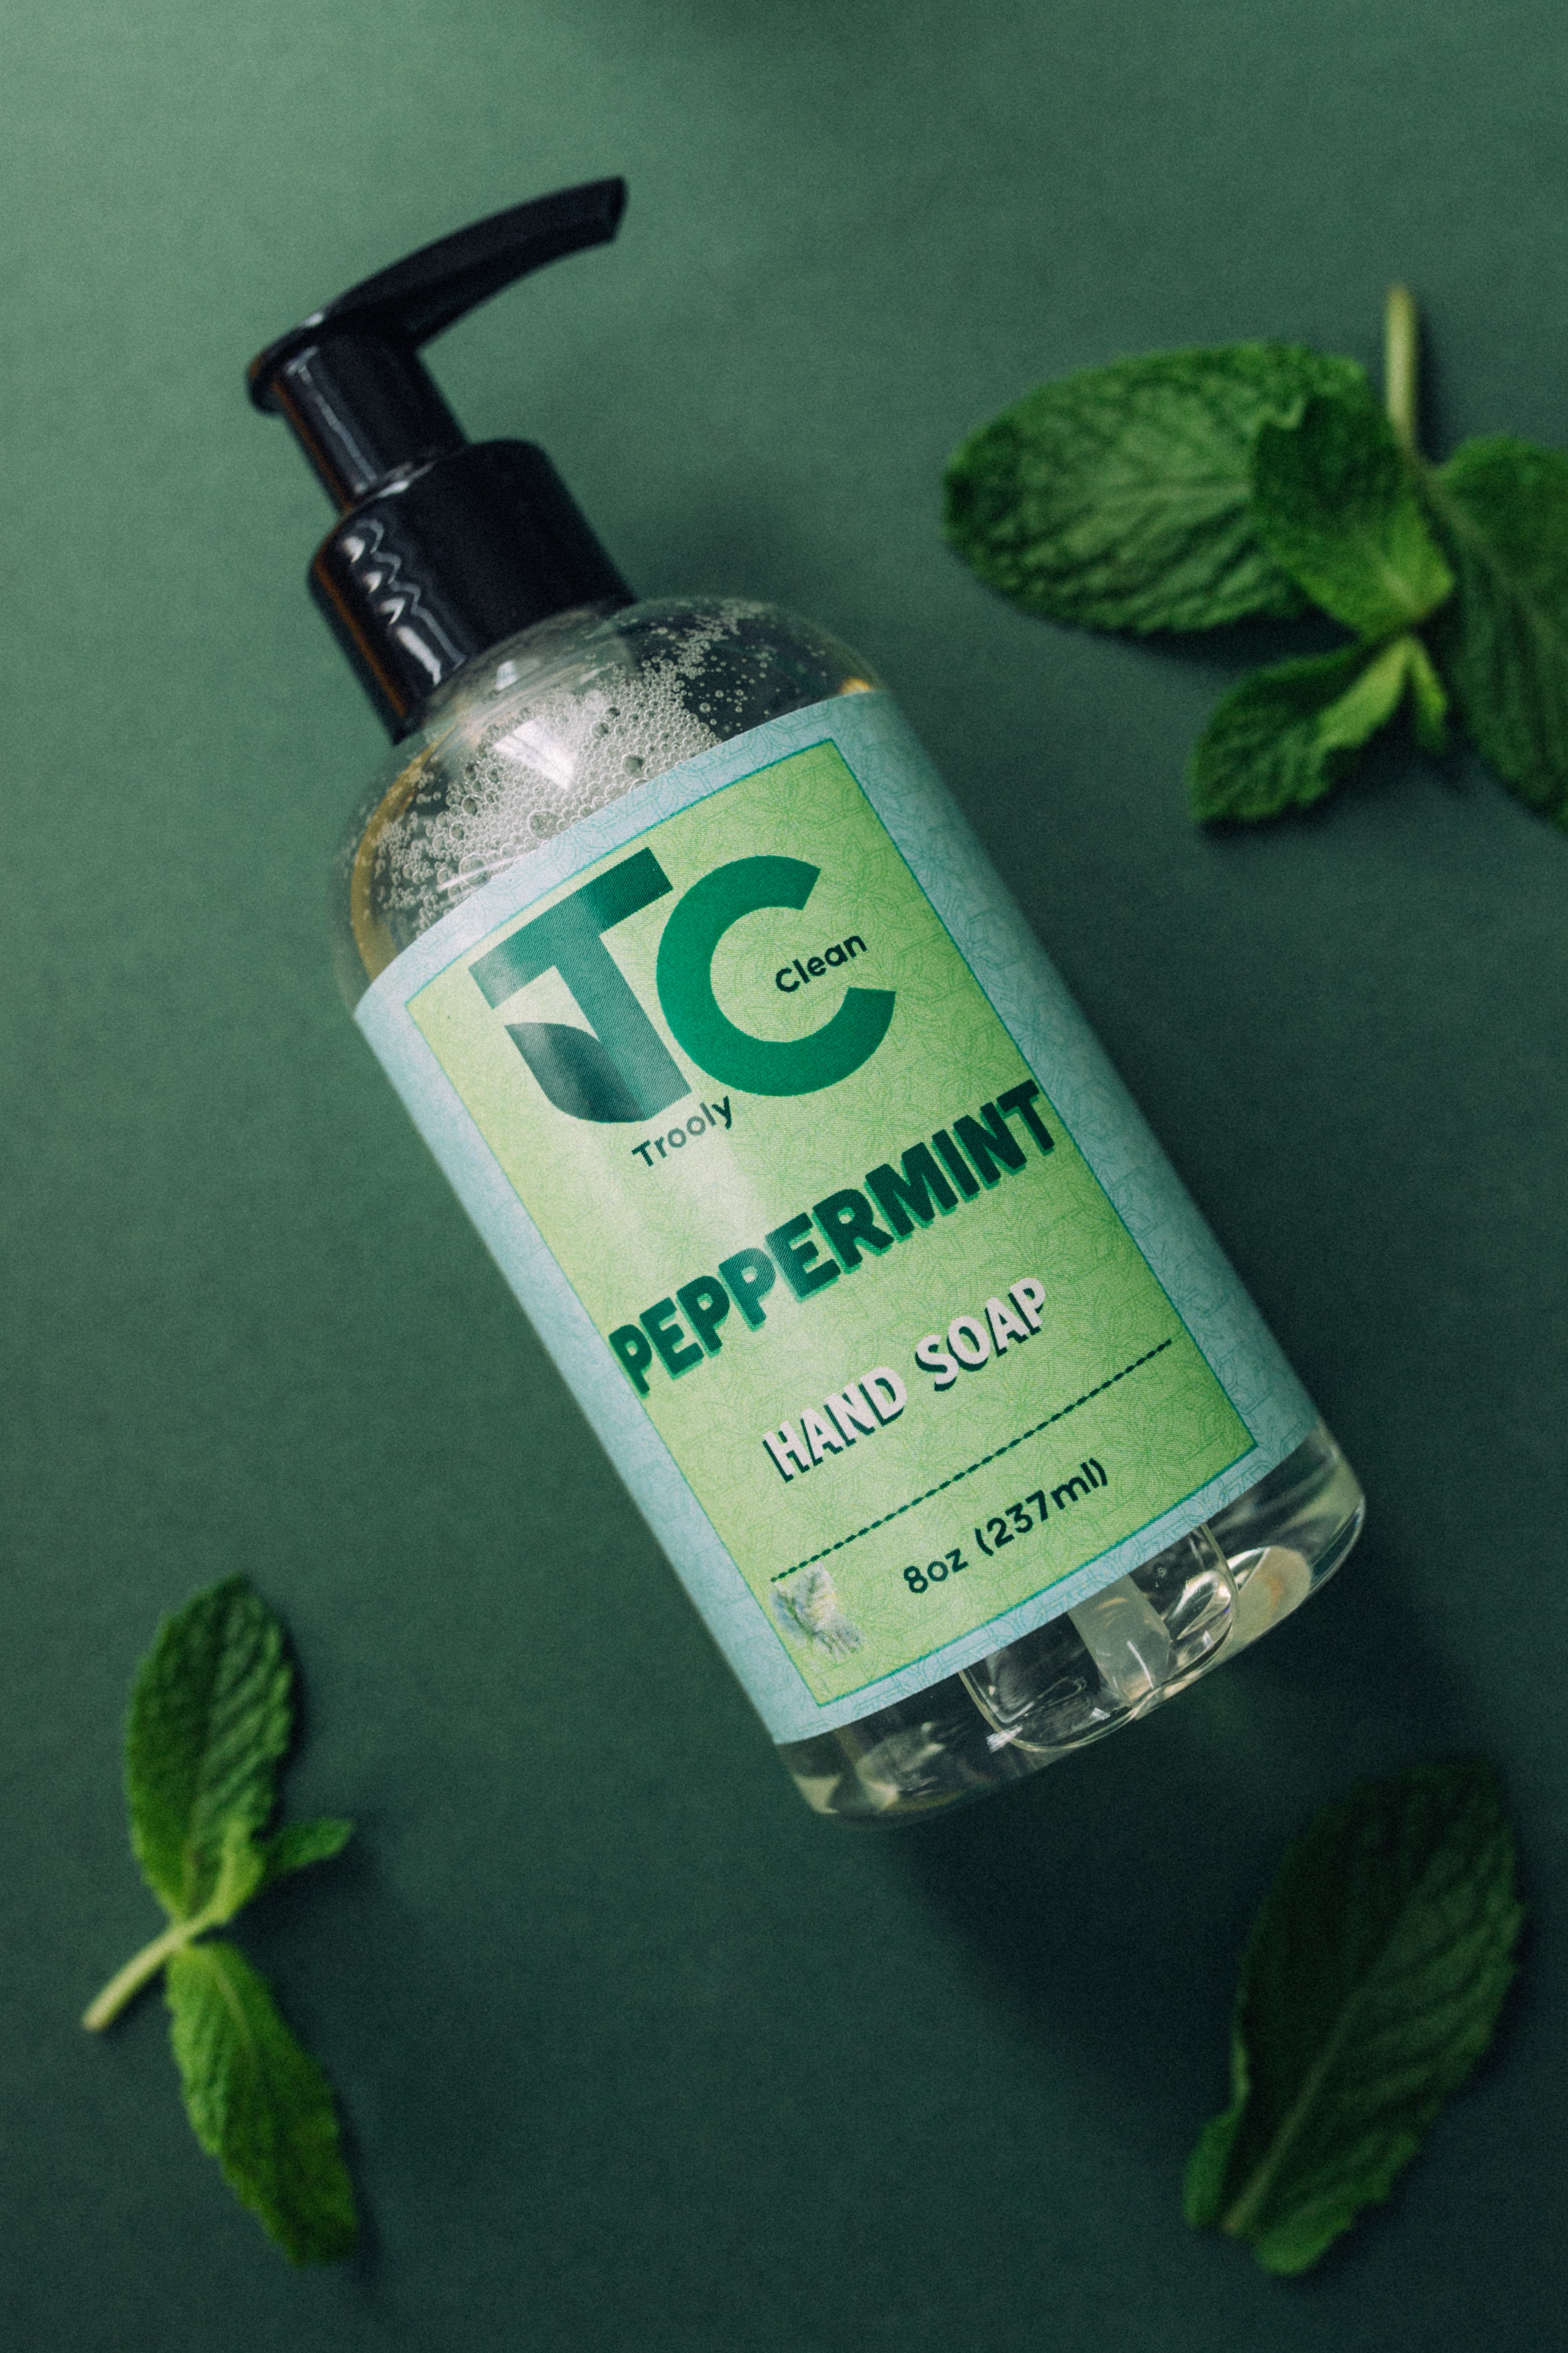 TC
Clean
Trooly
PEPPERMINT
HAND SOAP
8oz (237ml)